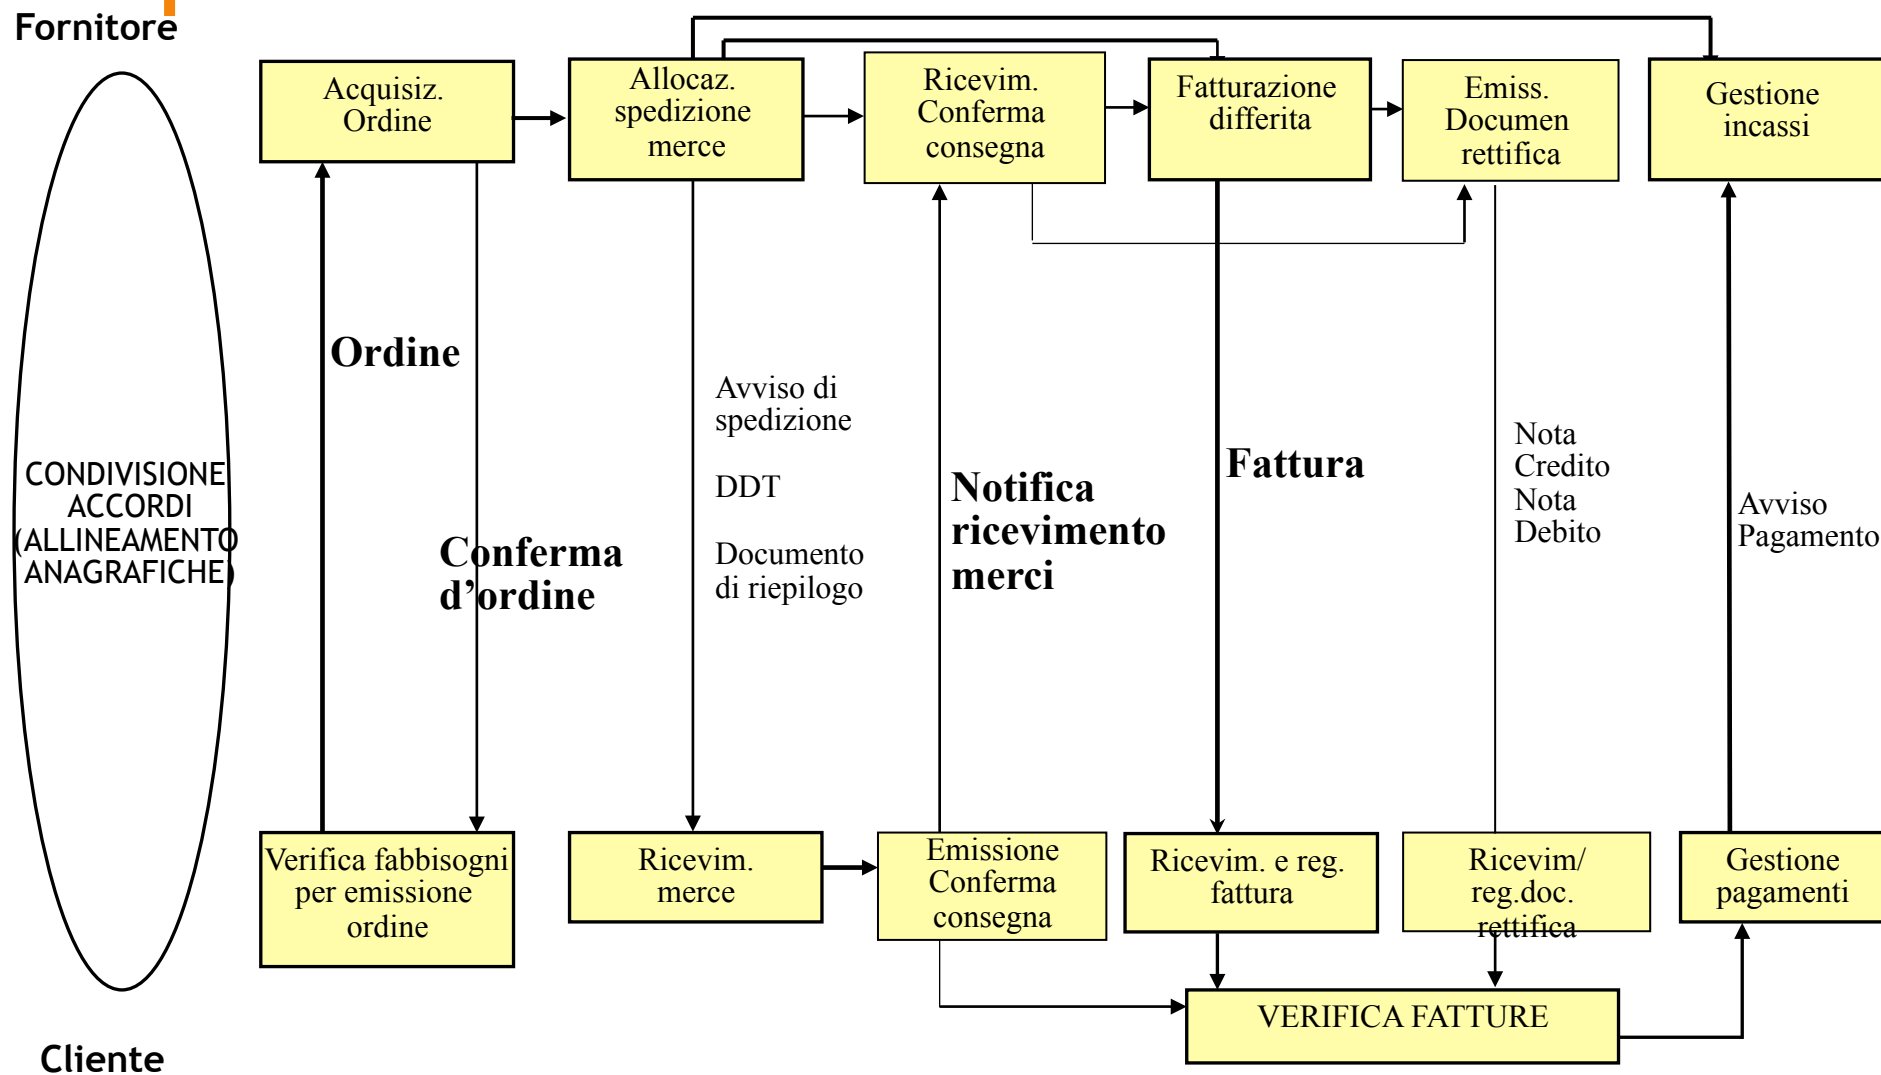 Fornitore
Acquisiz.
Ordine
Allocaz.
spedizione
merce
Ricevim.
Conferma
consegna
Fatturazione
differita
Emiss.
Documen
rettifica
Gestione
incassi
Ordine
Conferma
d’ordine
Avviso di
spedizione
DDT
Documento
di riepilogo
Notifica
ricevimento
merci
Fattura
Nota
Credito
Nota
Debito
Avviso
Pagamento
CONDIVISIONE
ACCORDI
(ALLINEAMENTO
ANAGRAFICHE)
Verifica fabbisogni
per emissione
ordine
Ricevim.
merce
Emissione
Conferma
consegna
Ricevim. e reg.
fattura
Ricevim/
reg.doc.
rettifica
Gestione
pagamenti
VERIFICA FATTURE
Cliente